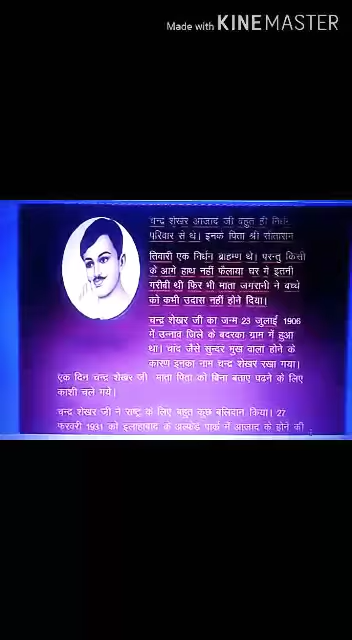 Made with KINEMASTER
चन्द्र शेखर आजाद जी बहुत ही निर्धन
परिवार से थे। इनके पिता श्री सीताराम
तिवारी एक निर्धन ब्राहम्ण थे। परन्तु किसी
के आगे हाथ नहीं फैलाया घर में इतनी
गरीबी थी फिर भी माता जगरानी ने बच्चे
को कभी उदास नहीं होने दिया।
चन्द्र शेखर जी का जन्म 23 जुलाई 1906
में उन्नाव जिले के बदरका ग्राम में हुआ
था। चांद जैसे सुन्दर मुख वाला होने के
कारण इनका नाम चन्द्र शेखर रखा गया।
एक दिन चन्द्र शेखर जी माता पिता को बिना बताए पढने के लिए
काशी चले गये।
चन्द्र शेखर जी ने राष्ट्र के लिए बहुत कुछ बलिदान किया। 27
फरवरी 1931 को इलाहाबाद के अल्फ्रेड पार्क में आजाद के होने की